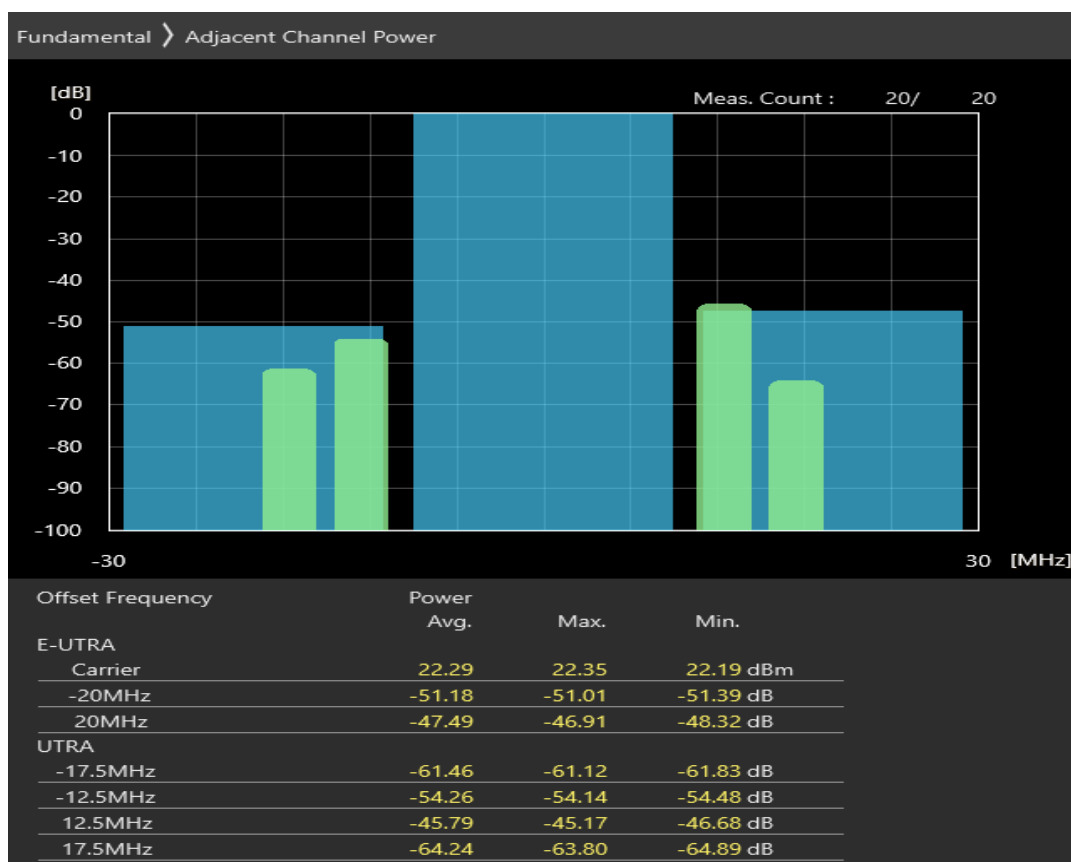 Fundamental ❯ Adjacent Channel Power
[dB]
Meas. Count : 20/ 20
0
-10
-20
-30
-40
-50
-60
-70
-80
-90
-100
-30 30 [MHz]
Offset Frequency Power
Avg. Max. Min.
E-UTRA
Carrier 22.29 22.35 22.19 dBm
-20MHz -51.18 -51.01 -51.39 dB
20MHz -47.49 -46.91 -48.32 dB
UTRA
-17.5MHz -61.46 -61.12 -61.83 dB
-12.5MHz -54.26 -54.14 -54.48 dB
12.5MHz -45.79 -45.17 -46.68 dB
17.5MHz -64.24 -63.80 -64.89 dB